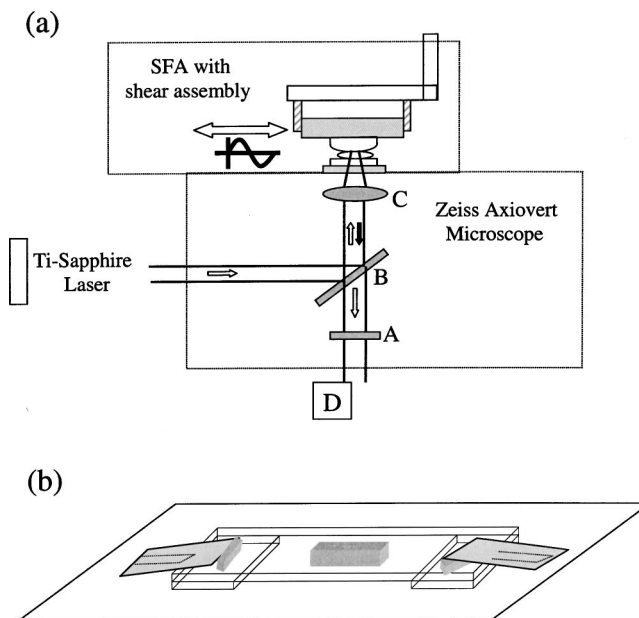 (a)
SFA with
shear assembly
C
Zeiss Axiovert
Microscope
Ti-Sapphire
Laser
B
A
D
(b)